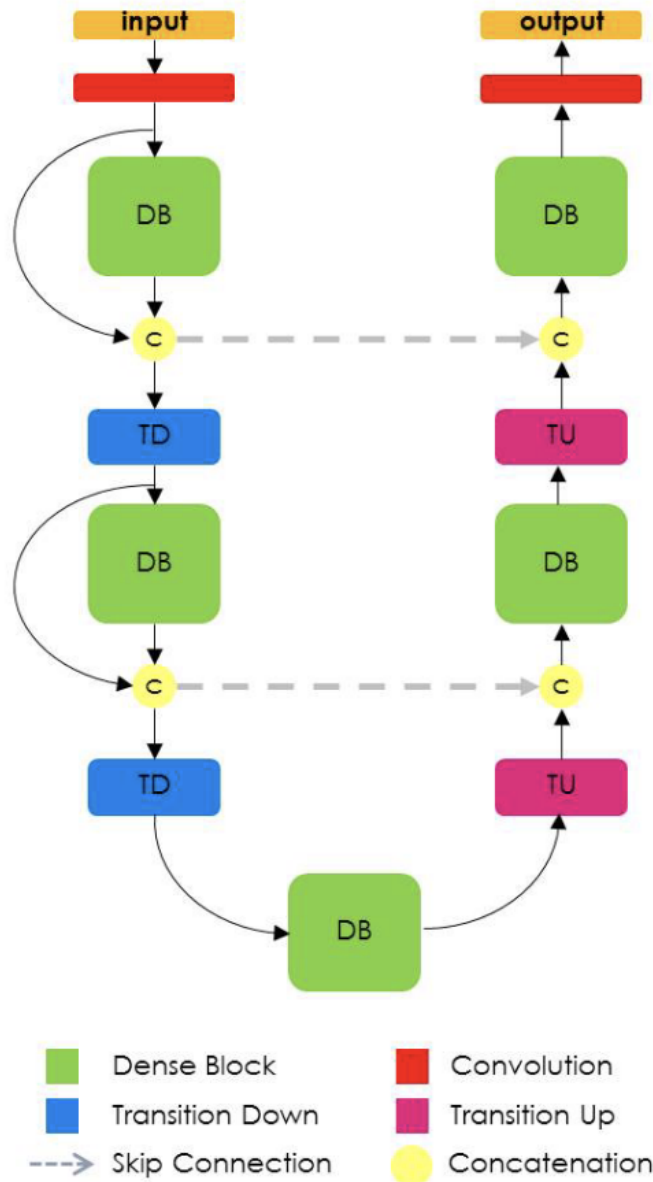 input
output
DB
DB
C
C
TD
TU
DB
DB
C
C
TD
TU
DB
Dense Block
Convolution
Transition Down
Transition Up
Skip Connection
Concatenation